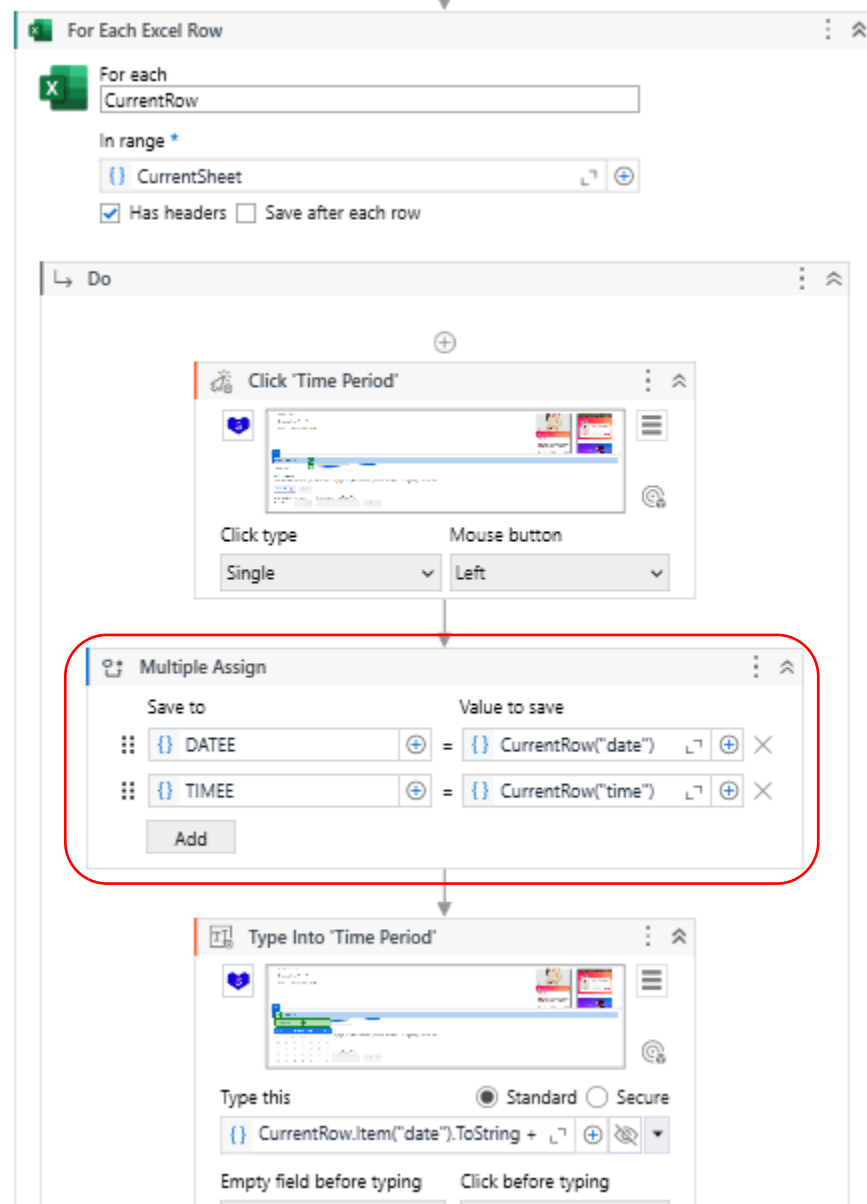 For Each Excel Row
For each
CurrentRow
In range *
CurrentSheet
Has headers Save after each row
Do
Click 'Time Period'
Click type Mouse button
Single Left
Multiple Assign
Save to Value to save
DATEE = CurrentRow("date")
TIMEE = CurrentRow("time")
Add
Type Into 'Time Period'
Type this Standard Secure
CurrentRow.Item("date").ToString +
Empty field before typing Click before typing